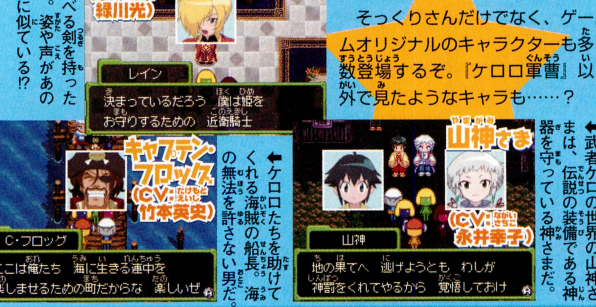 そっくりさんだけでなく、ゲー
ムオリジナルのキャラクターも多
数登場するぞ。『ケロロ軍曹』以
外で見たようなキャラも……？
緑川光)
レイン
決まっているだろう 僕は姫を
お守りするための 近衛騎士
べる剣を持った
。姿や声があの
に似ている!?
山神さま
(CV:永井幸子)
山神
地の果てへ 逃げようとも、わしが
神罰をくれてやるから 覚悟しておけ
←武者ケロの世界の山神さ
まは、伝説の装備である神
器を守っている神さまだ。
キャプテン・
フロッグ
(CV:竹本英史)
C・フロッグ
ここは俺たち 海に生きる連中を
楽しませるための町だからな 楽しいぜ
←ケロロたちを助けて
くれる海賊の船長。海
の無法を許さない男だ。